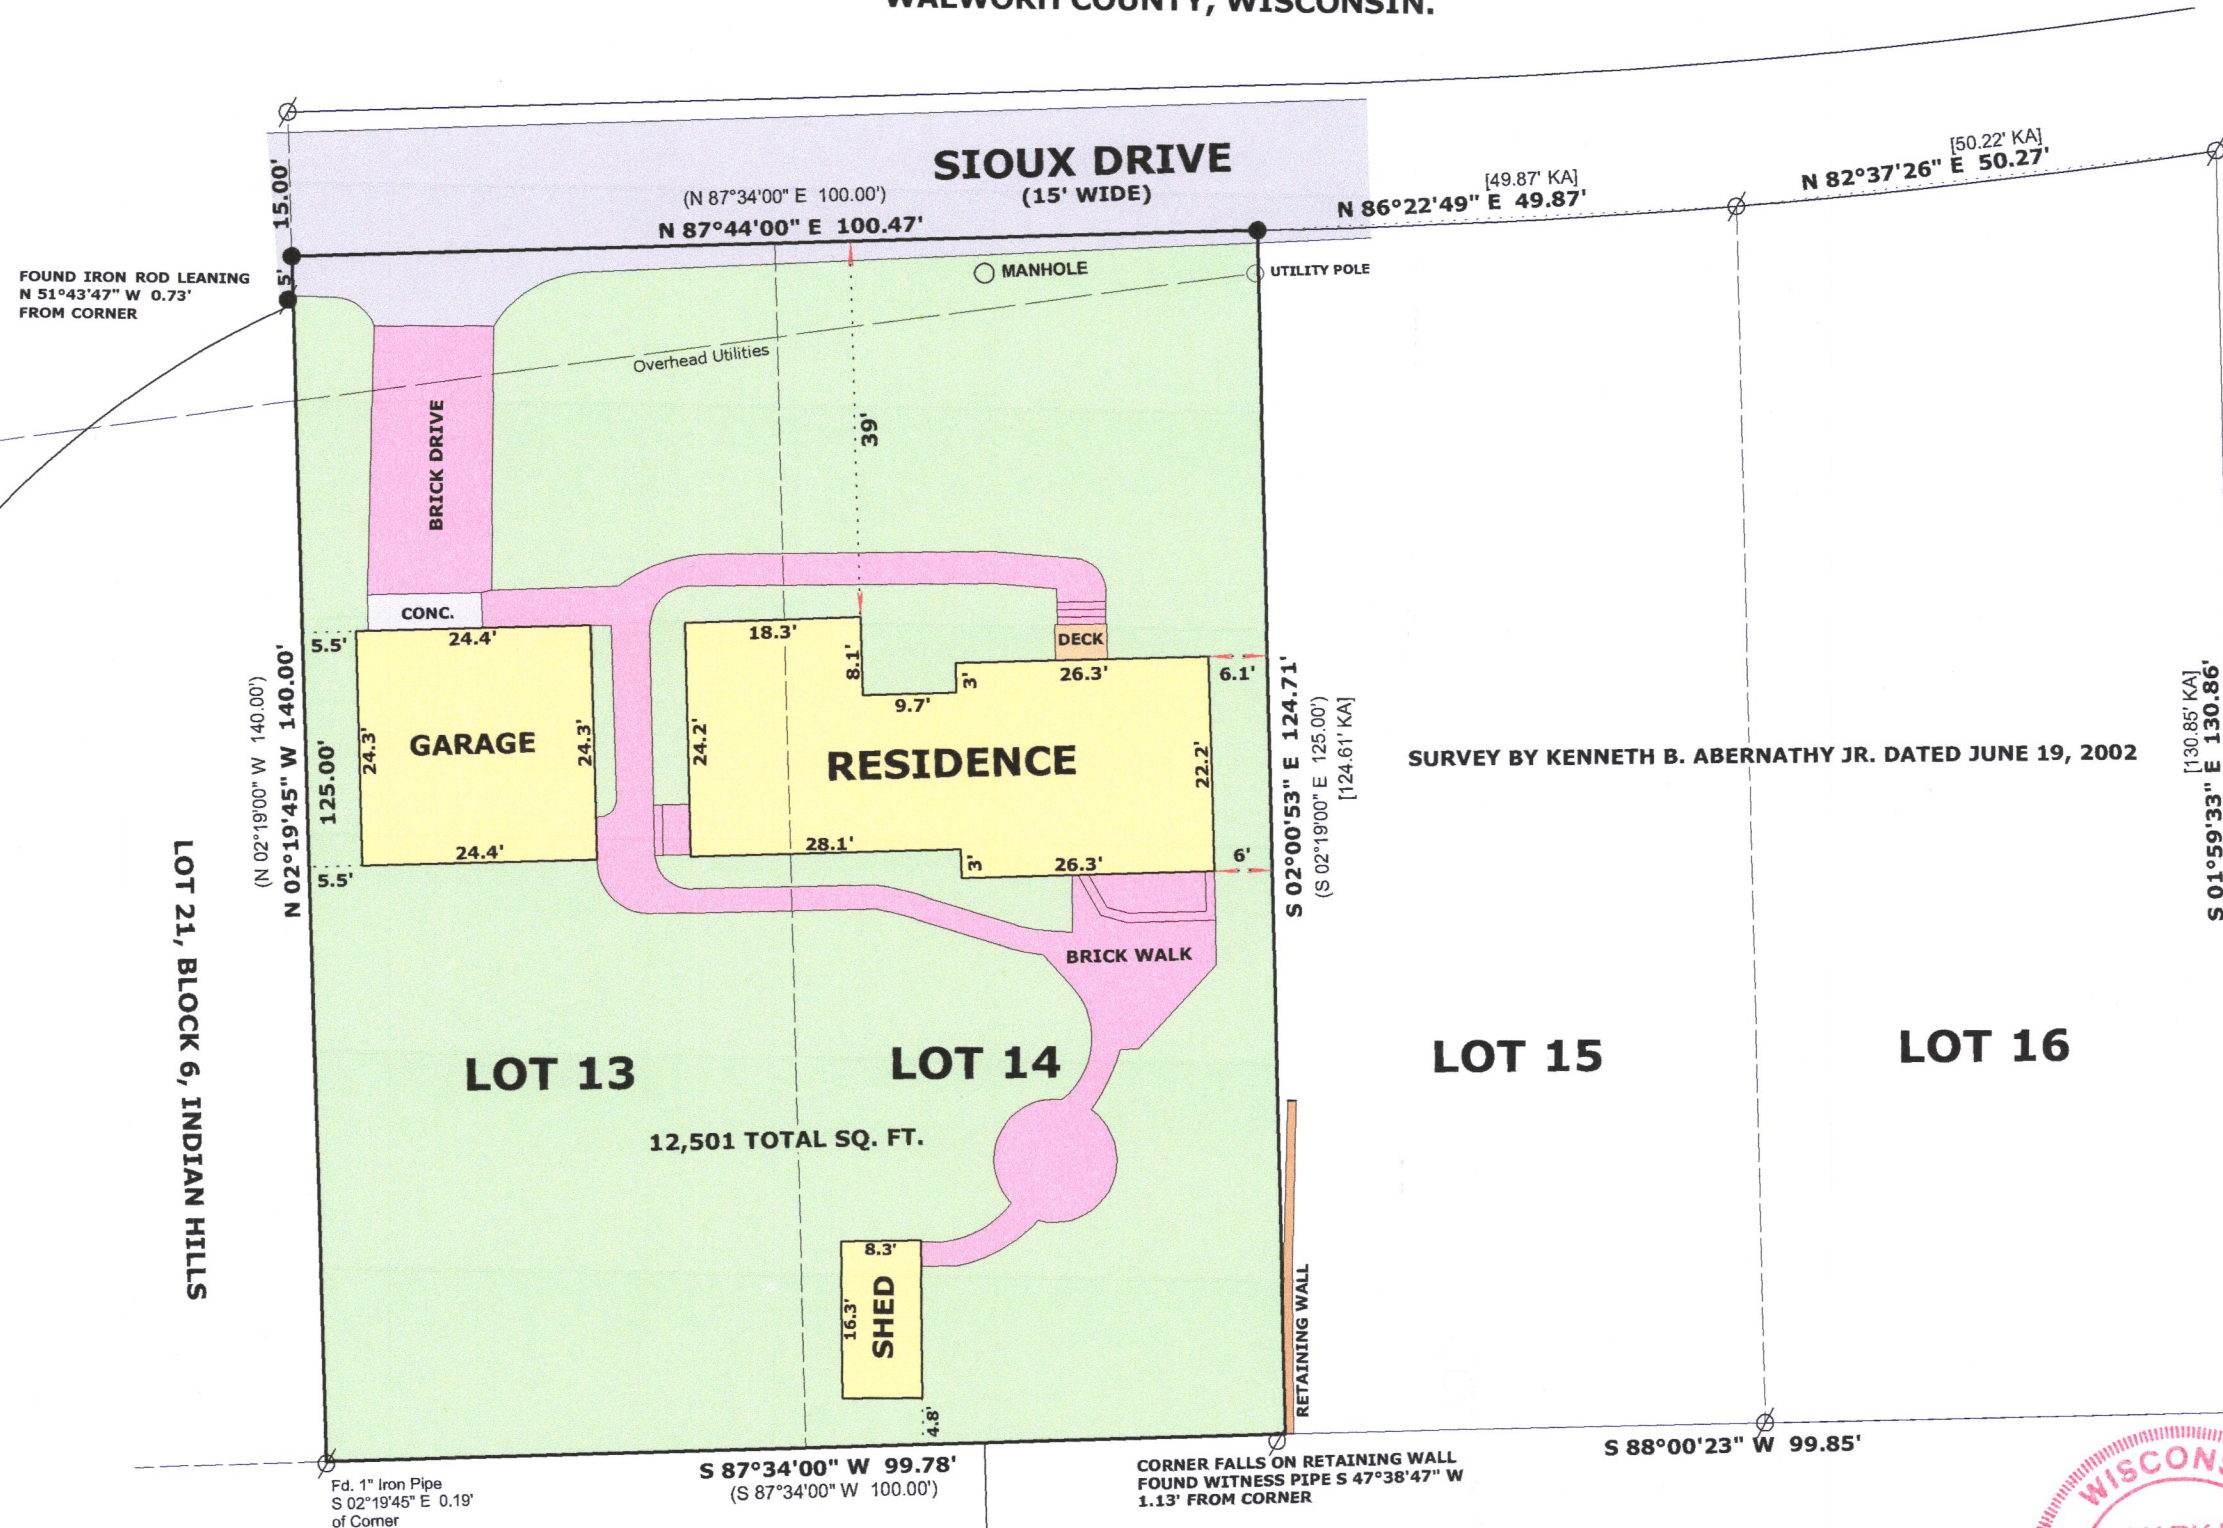 WALWORH COUNTY, WISCONSIN.
SIOUX DRIVE
(15' WIDE)
(N 87°34'00" E 100.00')
N 87°44'00" E 100.47'
[49.87' KA]
N 86°22'49" E 49.87'
[50.22' KA]
N 82°37'26" E 50.27'
15.00'
5'
FOUND IRON ROD LEANING
N 51°43'47" W 0.73'
FROM CORNER
MANHOLE
UTILITY POLE
Overhead Utilities
BRICK DRIVE
39'
CONC.
5.5'
24.4'
24.3'
GARAGE
24.3'
24.4'
5.5'
18.3'
8.1'
9.7'
3'
DECK
26.3'
6.1'
24.2'
RESIDENCE
22.2'
28.1'
3'
26.3'
6'
(N 02°19'00" W 140.00')
N 02°19'45" W 140.00'
125.00'
S 02°00'53" E 124.71'
(S 02°19'00" E 125.00')
[124.61' KA]
SURVEY BY KENNETH B. ABERNATHY JR. DATED JUNE 19, 2002
[130.85' KA]
S 01°59'33" E 130.86'
LOT 21, BLOCK 6, INDIAN HILLS
BRICK WALK
LOT 13
LOT 14
LOT 15
LOT 16
12,501 TOTAL SQ. FT.
8.3'
16.3'
SHED
4.8'
RETAINING WALL
S 87°34'00" W 99.78'
(S 87°34'00" W 100.00')
S 88°00'23" W 99.85'
Fd. 1" Iron Pipe
S 02°19'45" E 0.19'
of Corner
CORNER FALLS ON RETAINING WALL
FOUND WITNESS PIPE S 47°38'47" W
1.13' FROM CORNER
WISCONS